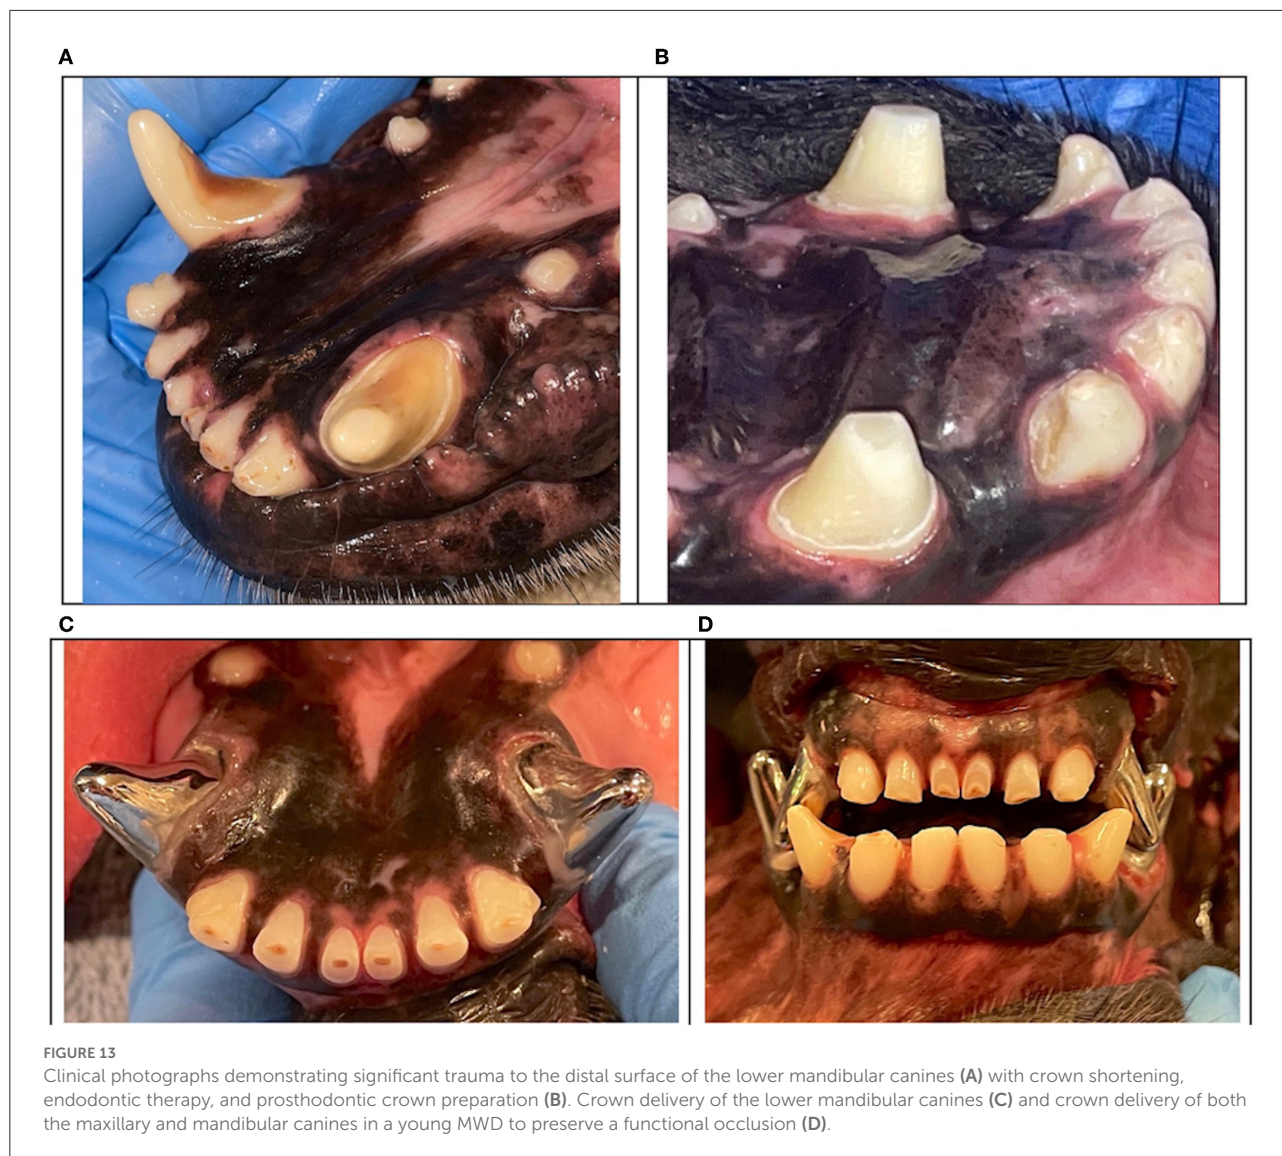 A
B
C
D
FIGURE 13
Clinical photographs demonstrating significant trauma to the distal surface of the lower mandibular canines (A) with crown shortening,
endodontic therapy, and prosthodontic crown preparation (B). Crown delivery of the lower mandibular canines (C) and crown delivery of both
the maxillary and mandibular canines in a young MWD to preserve a functional occlusion (D).